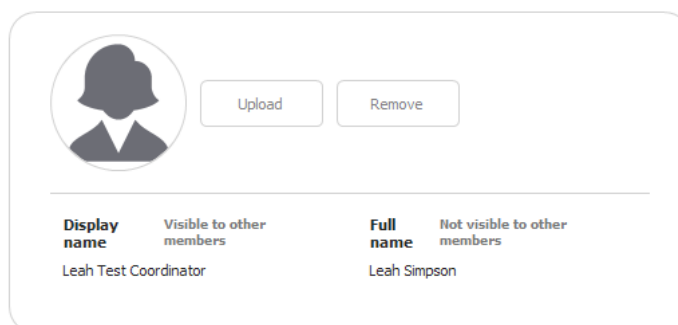 Upload Remove
Display name Visible to other members
Full name Not visible to other members
Leah Test Coordinator Leah Simpson